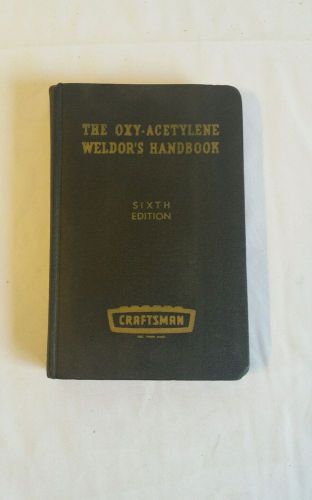 THE OXY-ACETYLENE
WELDOR'S HANDBOOK
SIXTH
EDITION
CRAFTSMAN